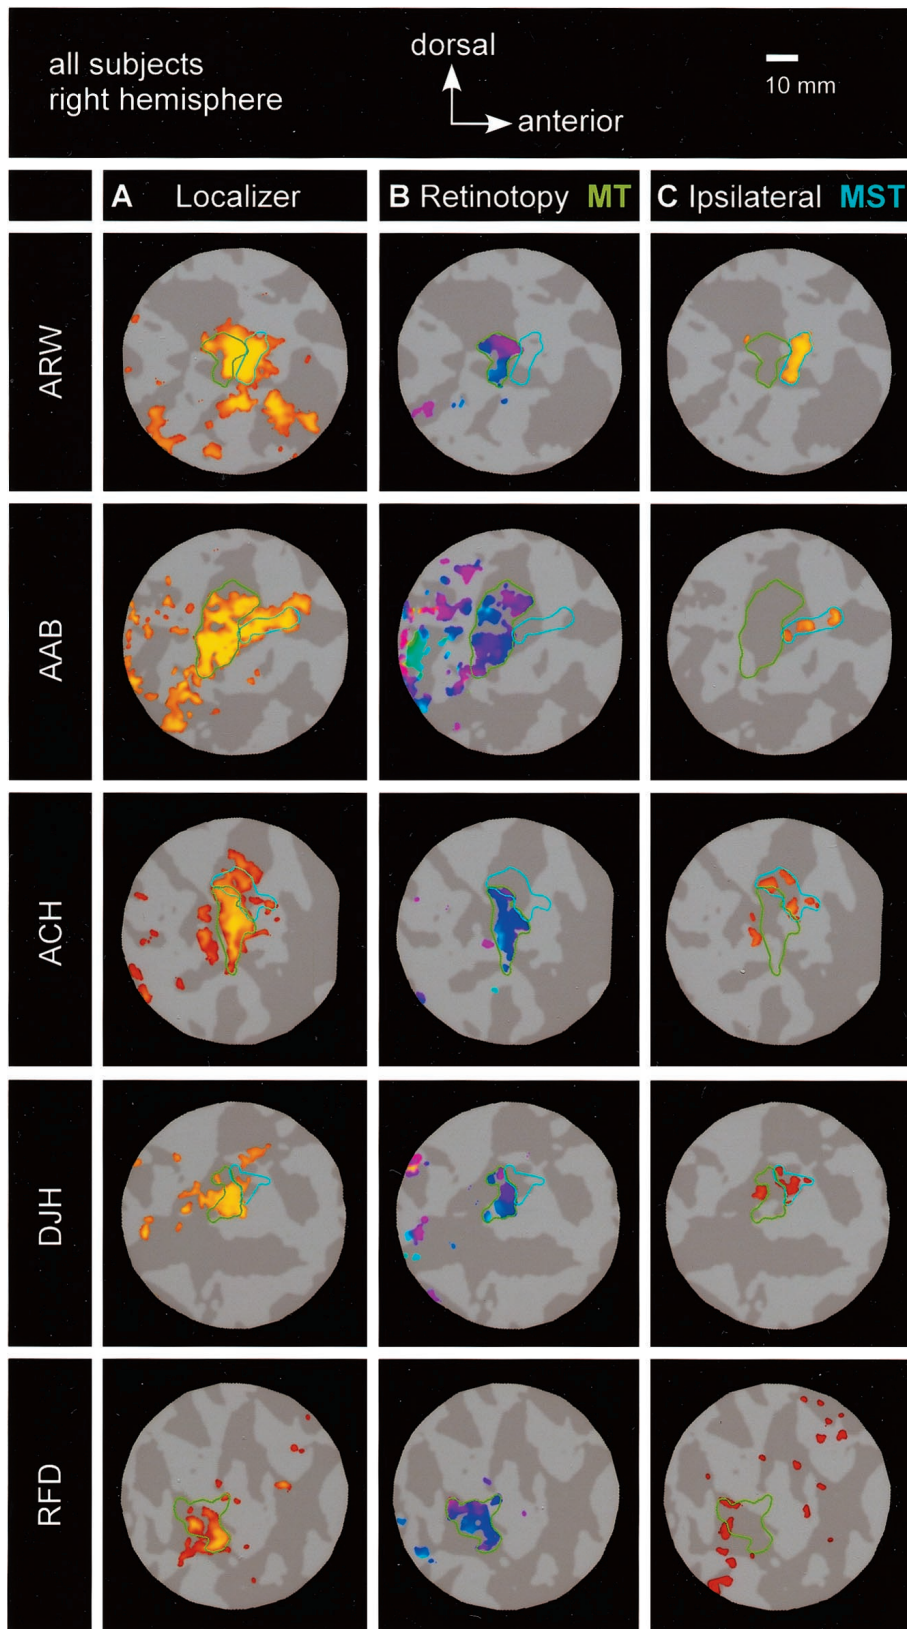 all subjects
right hemisphere
dorsal
anterior
10 mm
A Localizer
B Retinotopy MT
C Ipsilateral MST
ARW
AAB
ACH
DJH
RFD